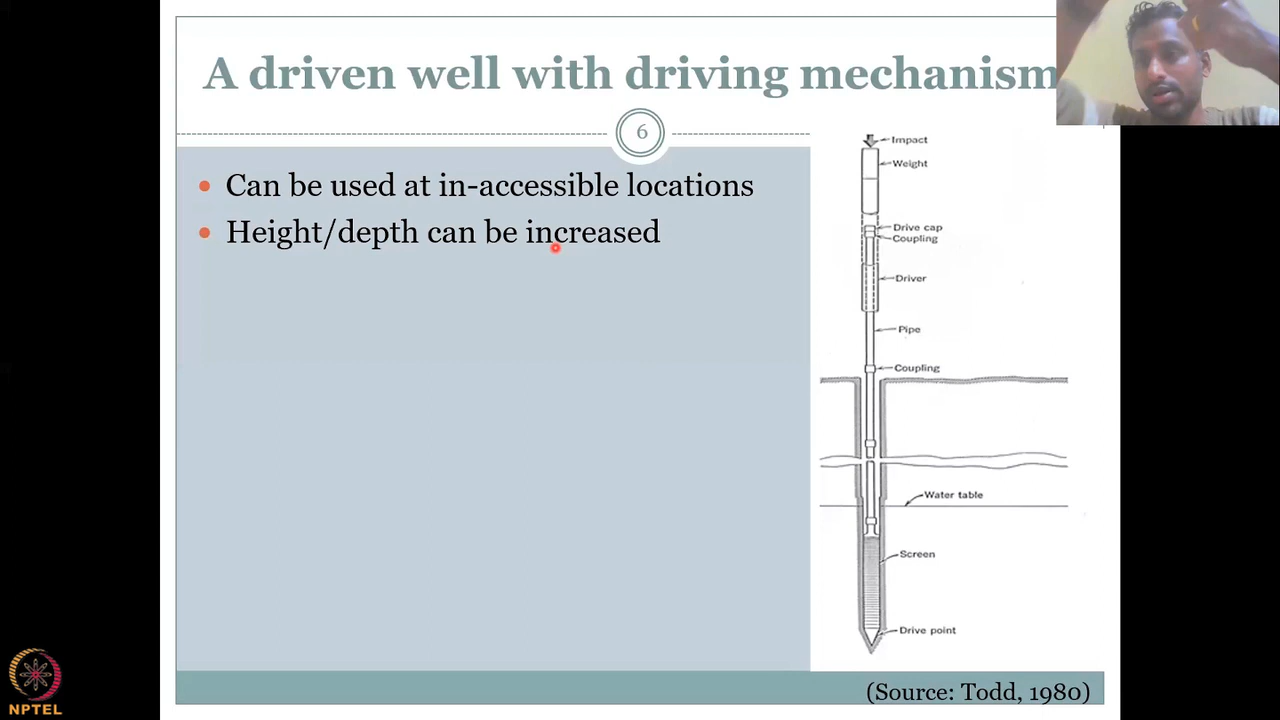 A driven well with driving mechanism
6
• Can be used at in-accessible locations
• Height/depth can be increased
Impact
Weight
Drive cap
Coupling
Driver
Pipe
Coupling
Water table
Screen
Drive point
(Source: Todd, 1980)
NPTEL